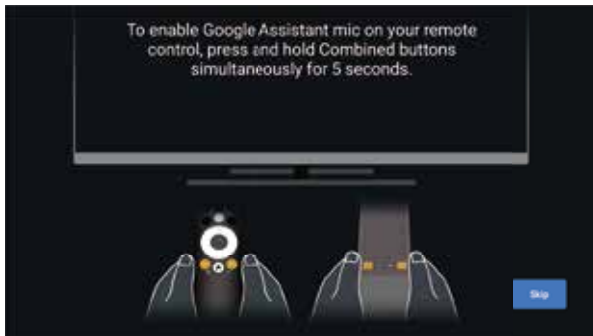 To enable Google Assistant mic on your remote
control, press and hold Combined buttons
simultaneously for 5 seconds.
Skip